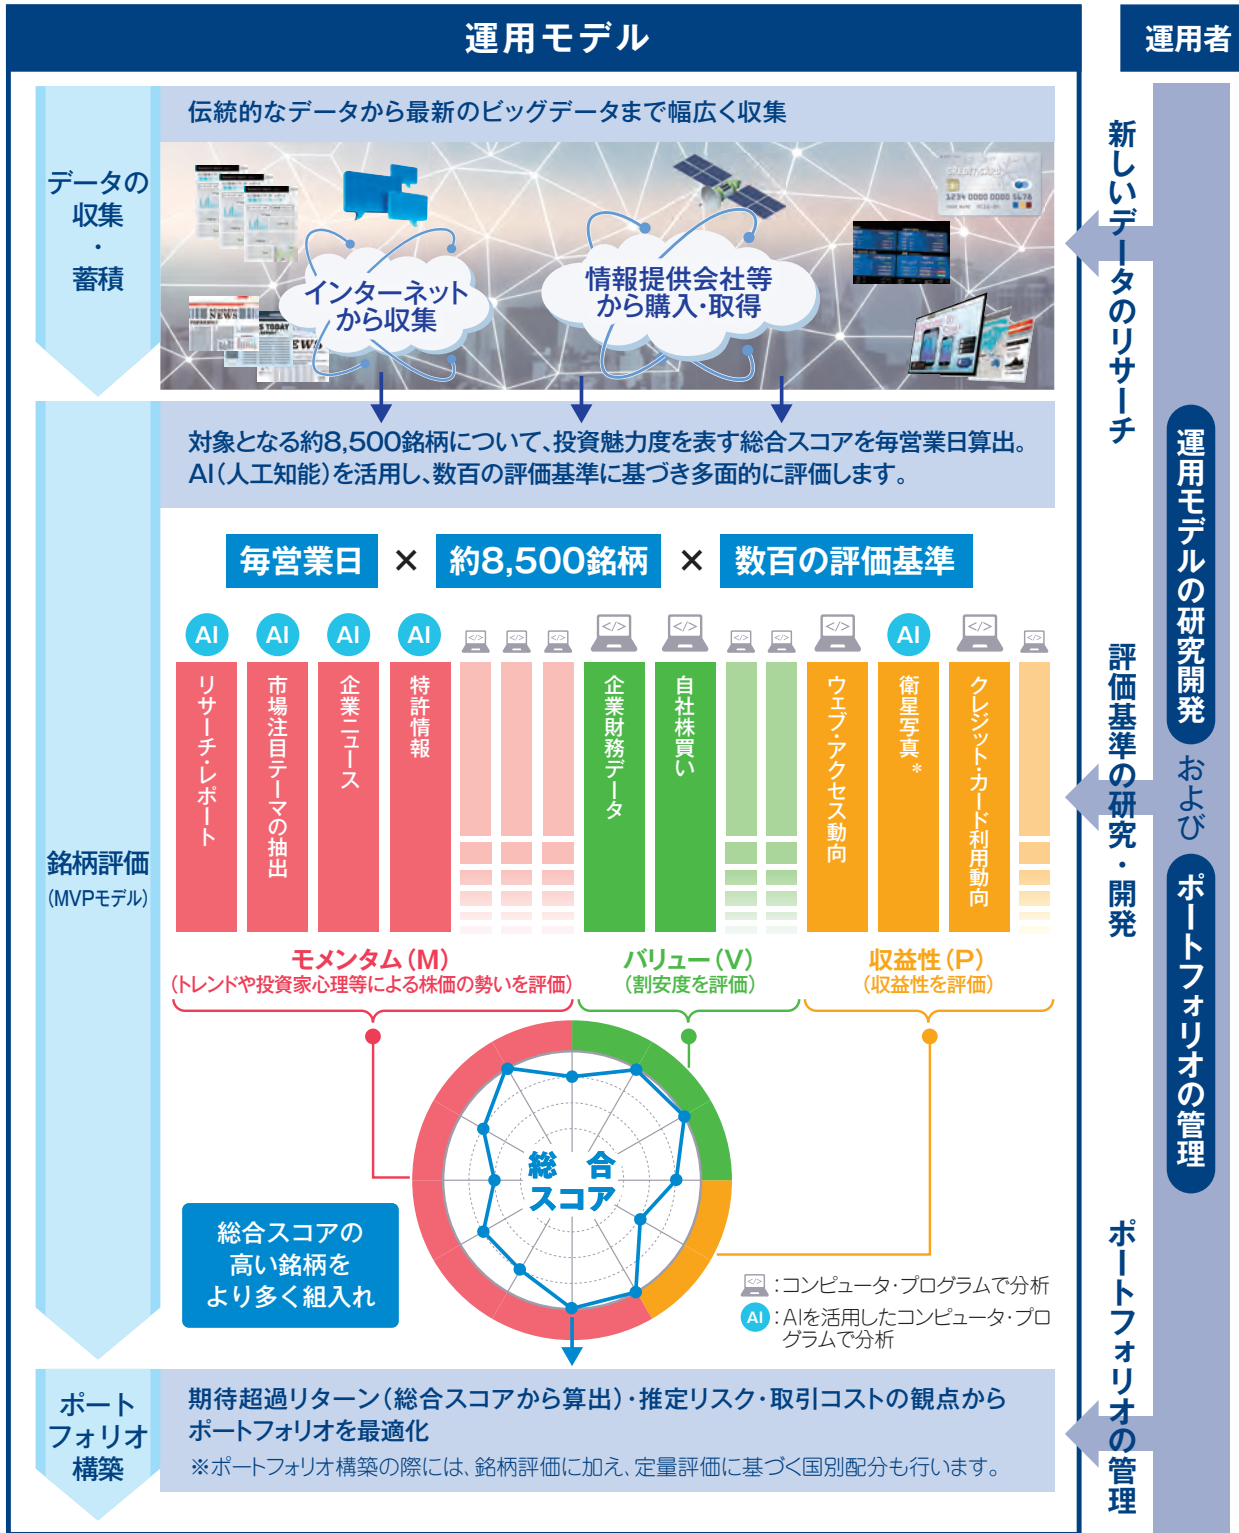 運用モデル
運用者
データの
収集
・
蓄積
伝統的なデータから最新のビッグデータまで幅広く収集
CREDIT CARD
1234 0000 0000 5678
NEWS
インターネット
から収集
情報提供会社等
から購入・取得
新しいデータのリサーチ
対象となる約8,500銘柄について、投資魅力度を表す総合スコアを毎営業日算出。
AI（人工知能）を活用し、数百の評価基準に基づき多面的に評価します。
毎営業日 × 約8,500銘柄 × 数百の評価基準
AI
AI
AI
AI
</>
</>
</>
</>
</>
</>
</>
</>
AI
</>
</>
リサーチ・レポート
市場注目テーマの抽出
企業ニュース
特許情報
企業財務データ
自社株買い
ウェブ・アクセス動向
衛星写真*
クレジット・カード利用動向
銘柄評価
（MVPモデル）
モメンタム（M）
（トレンドや投資家心理等による株価の勢いを評価）
バリュー（V）
（割安度を評価）
収益性（P）
（収益性を評価）
評価基準の研究・開発
運用モデルの研究開発
および
ポートフォリオの管理
総 合
スコア
総合スコアの
高い銘柄を
より多く組入れ
</>：コンピュータ・プログラムで分析
AI：AIを活用したコンピュータ・プロ
グラムで分析
ポート
フォリオ
構築
期待超過リターン（総合スコアから算出）・推定リスク・取引コストの観点から
ポートフォリオを最適化
※ポートフォリオ構築の際には、銘柄評価に加え、定量評価に基づく国別配分も行います。
ポートフォリオの管理